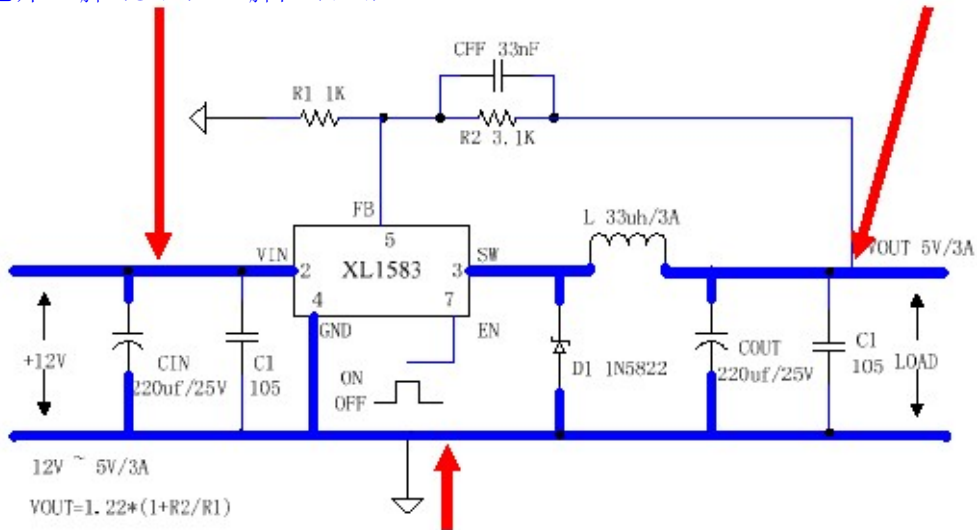 CFF 33nF
R1 1K
R2 3.1K
FB
L 33uh/3A
VIN
5
SW
VOUT 5V/3A
2
XL1583
3
4
7
GND
EN
+12V
CIN
220uf/25V
C1
105
ON
OFF
D1 1N5822
COUT
220uf/25V
C1
105
LOAD
12V ~ 5V/3A
VOUT=1.22*(1+R2/R1)